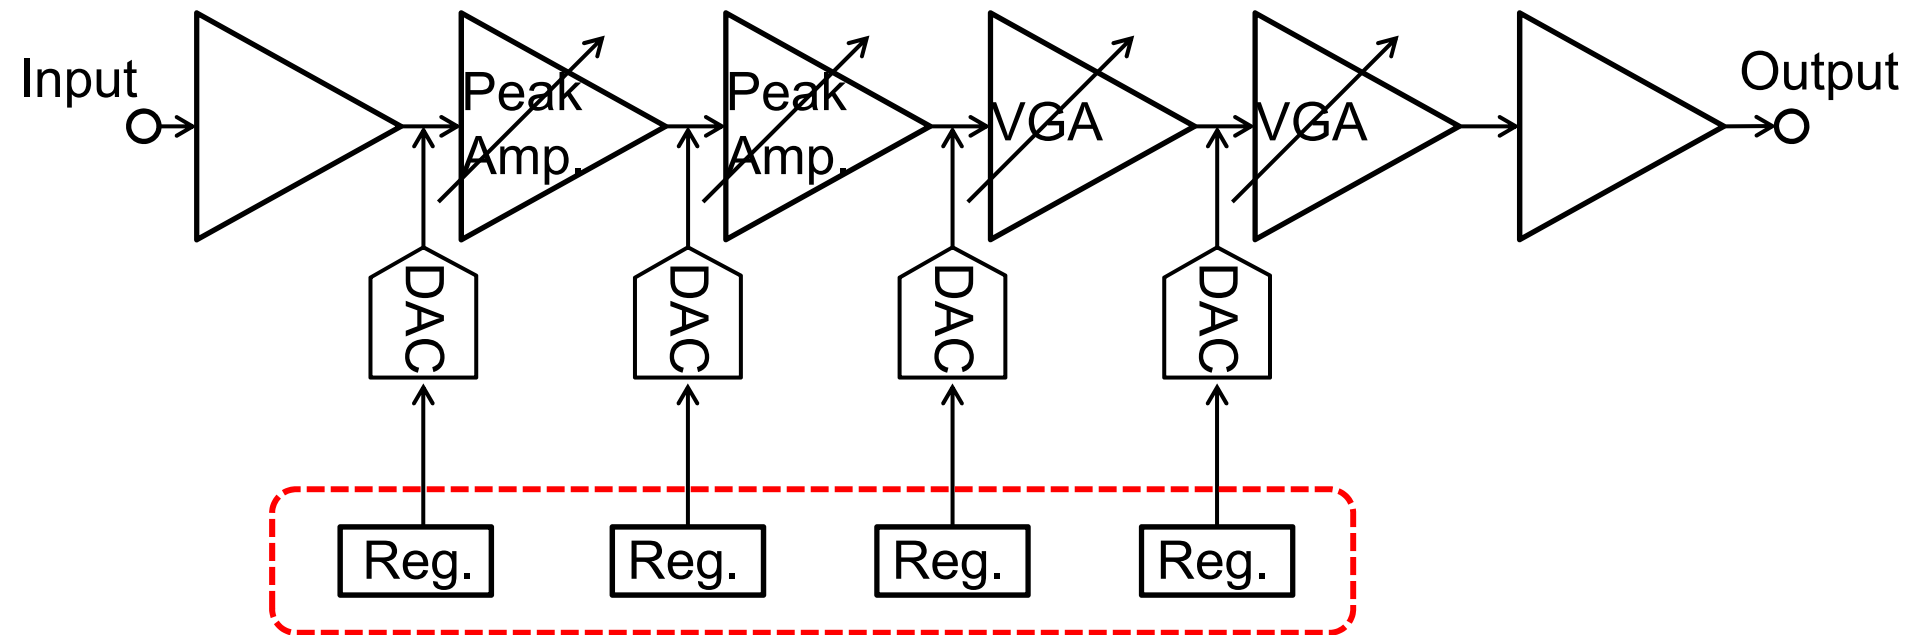 Input
Peak
Amp.
Peak
Amp.
VGA
VGA
Output
DAC
DAC
DAC
DAC
Reg.
Reg.
Reg.
Reg.